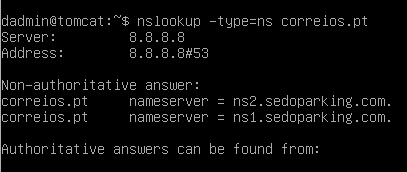 dadmin@tomcat:~$ nslookup -type=ns correios.pt
Server: 8.8.8.8
Address: 8.8.8.8#53
Non-authoritative answer:
correios.pt nameserver = ns2.sedoparking.com.
correios.pt nameserver = ns1.sedoparking.com.
Authoritative answers can be found from: